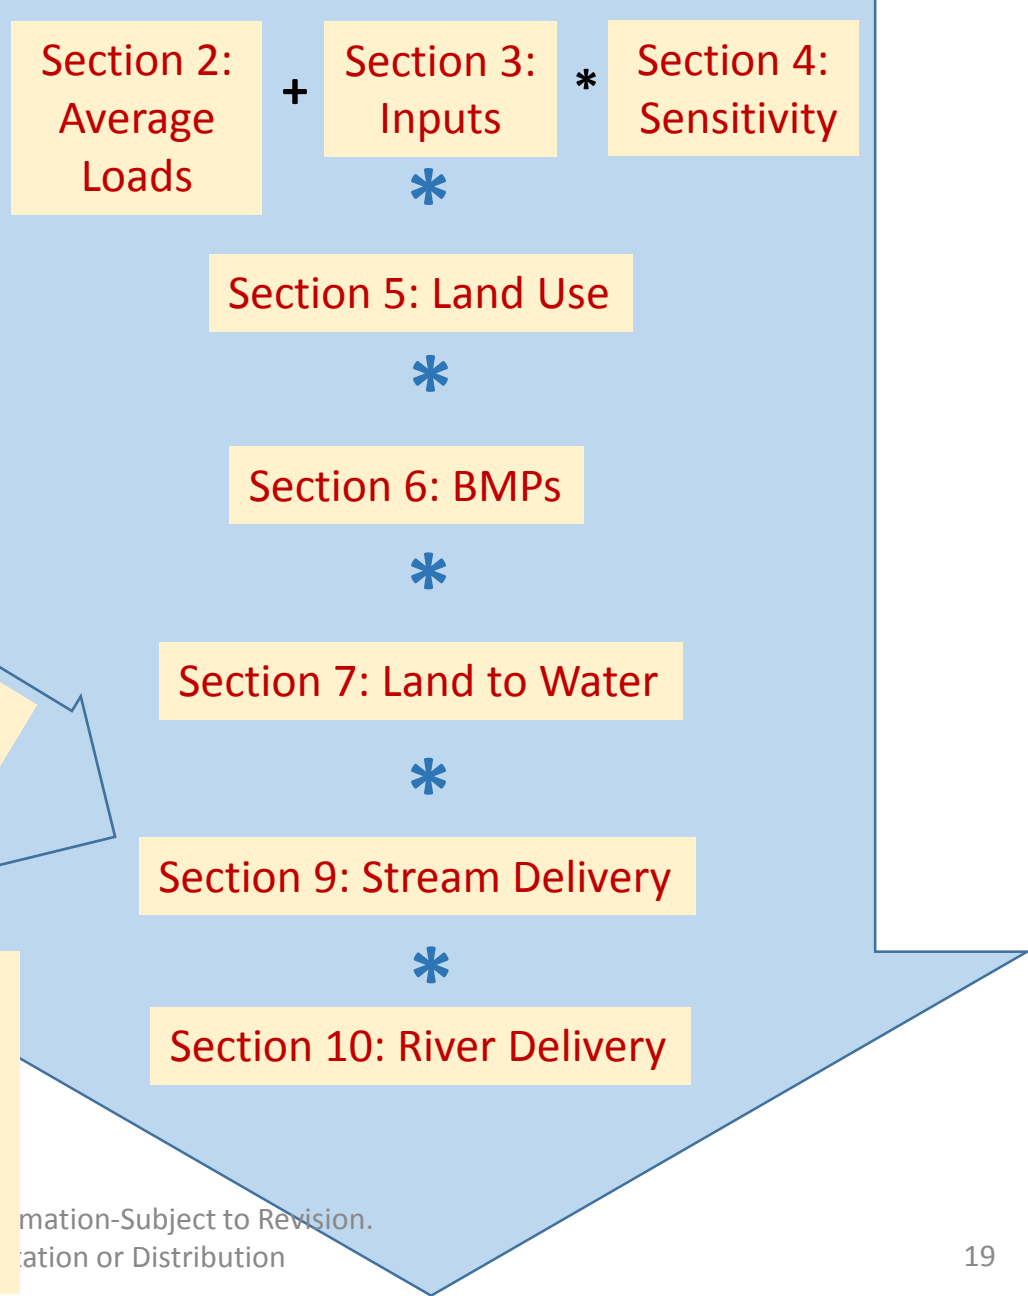 Section 2:
Average
Loads
+
Section 3:
Inputs
*
Section 4:
Sensitivity
*
Section 5: Land Use
*
Section 6: BMPs
*
Section 7: Land to Water
*
Section 9: Stream Delivery
*
Section 10: River Delivery
mation-Subject to Revision.
ation or Distribution
19